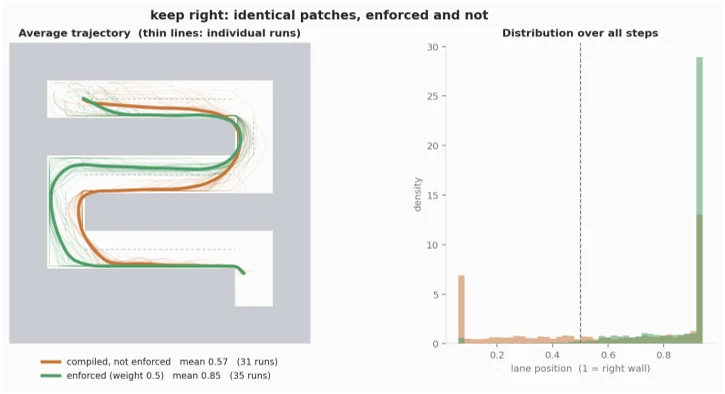 keep right: identical patches, enforced and not
Average trajectory (thin lines: individual runs)
compiled, not enforced mean 0.57 (31 runs)
enforced (weight 0.5) mean 0.85 (35 runs)
Distribution over all steps
density
30
25
20
15
10
5
0
0.2 0.4 0.6 0.8
lane position (1 = right wall)